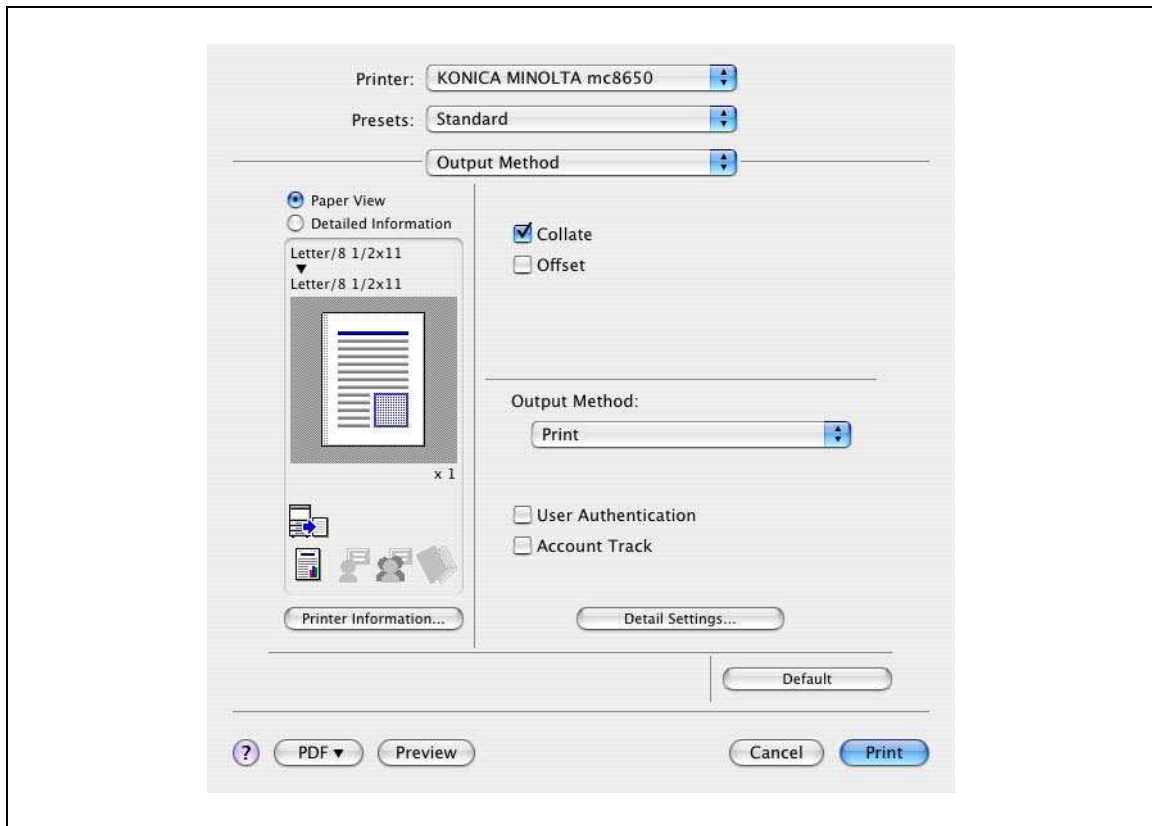 Printer: KONICA MINOLTA mc8650
Presets: Standard
Output Method
Paper View
Detailed Information
Letter/8 1/2x11
▼
Letter/8 1/2x11
x 1
Printer Information...
Collate
Offset
Output Method:
Print
User Authentication
Account Track
Detail Settings...
Default
? PDF ▼ Preview Cancel Print